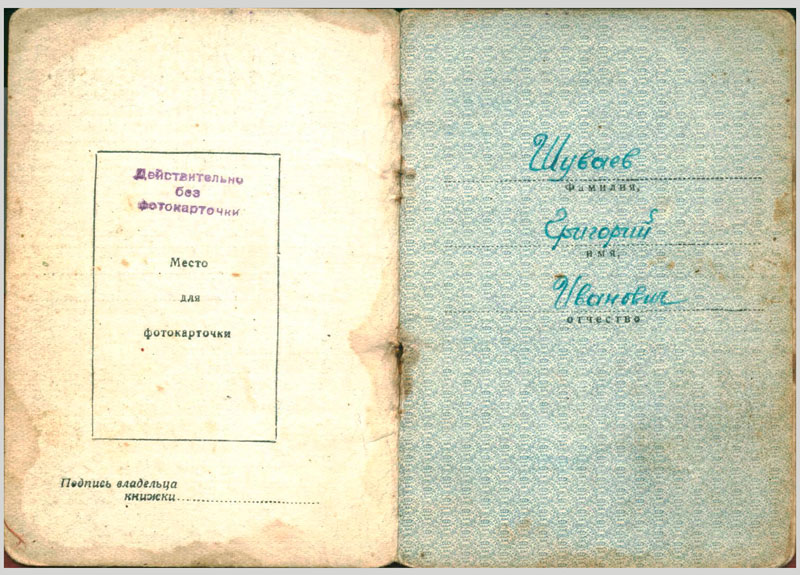 Действительно
без
фотокарточки
Место
для
фотокарточки
Подпись владельца
книжки
Шуваев
Фамилия,
Григорий
имя,
Иванович
отчество